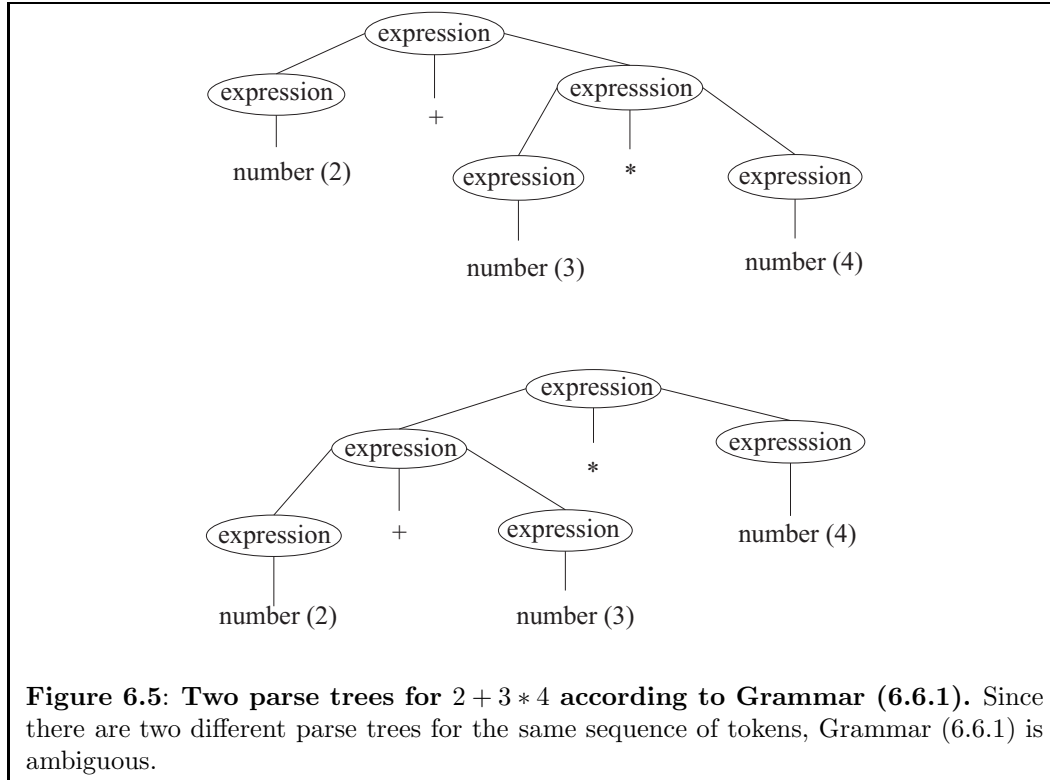 expression
expression
expresssion
+
number (2)
expression
*
expression
number (3)
number (4)
expression
expression
expresssion
*
expression
+
expression
number (4)
number (2)
number (3)
Figure 6.5: Two parse trees for 2 + 3 ∗ 4 according to Grammar (6.6.1). Since
there are two different parse trees for the same sequence of tokens, Grammar (6.6.1) is
ambiguous.